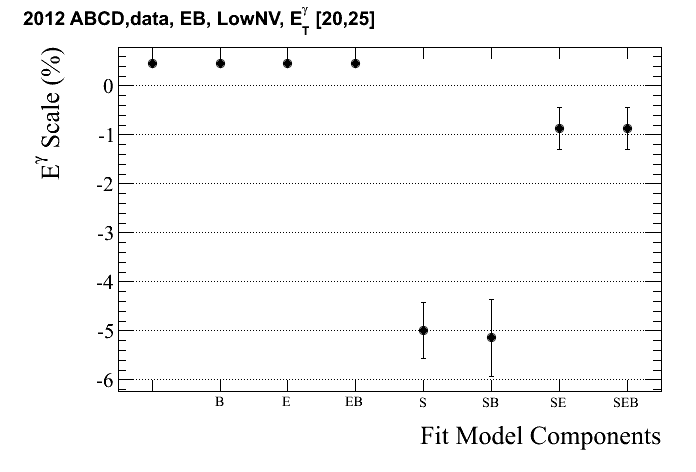 2012 ABCD,data, EB, LowNV, E_T^γ [20,25]
E^γ Scale (%)
0
-1
-2
-3
-4
-5
-6
B E EB S SB SE SEB
Fit Model Components